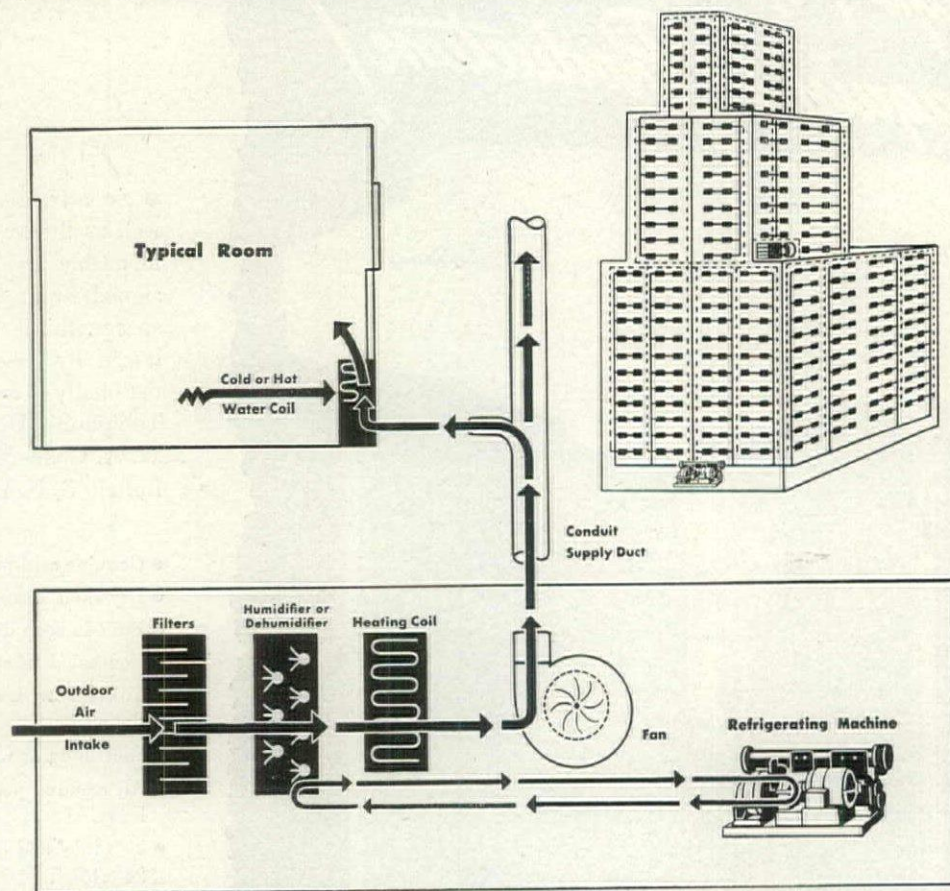 Typical Room
Cold or Hot
Water Coil
Conduit
Supply Duct
Humidifier or
Dehumidifier
Filters
Heating Coil
Outdoor
Air
Intake
Fan
Refrigerating Machine